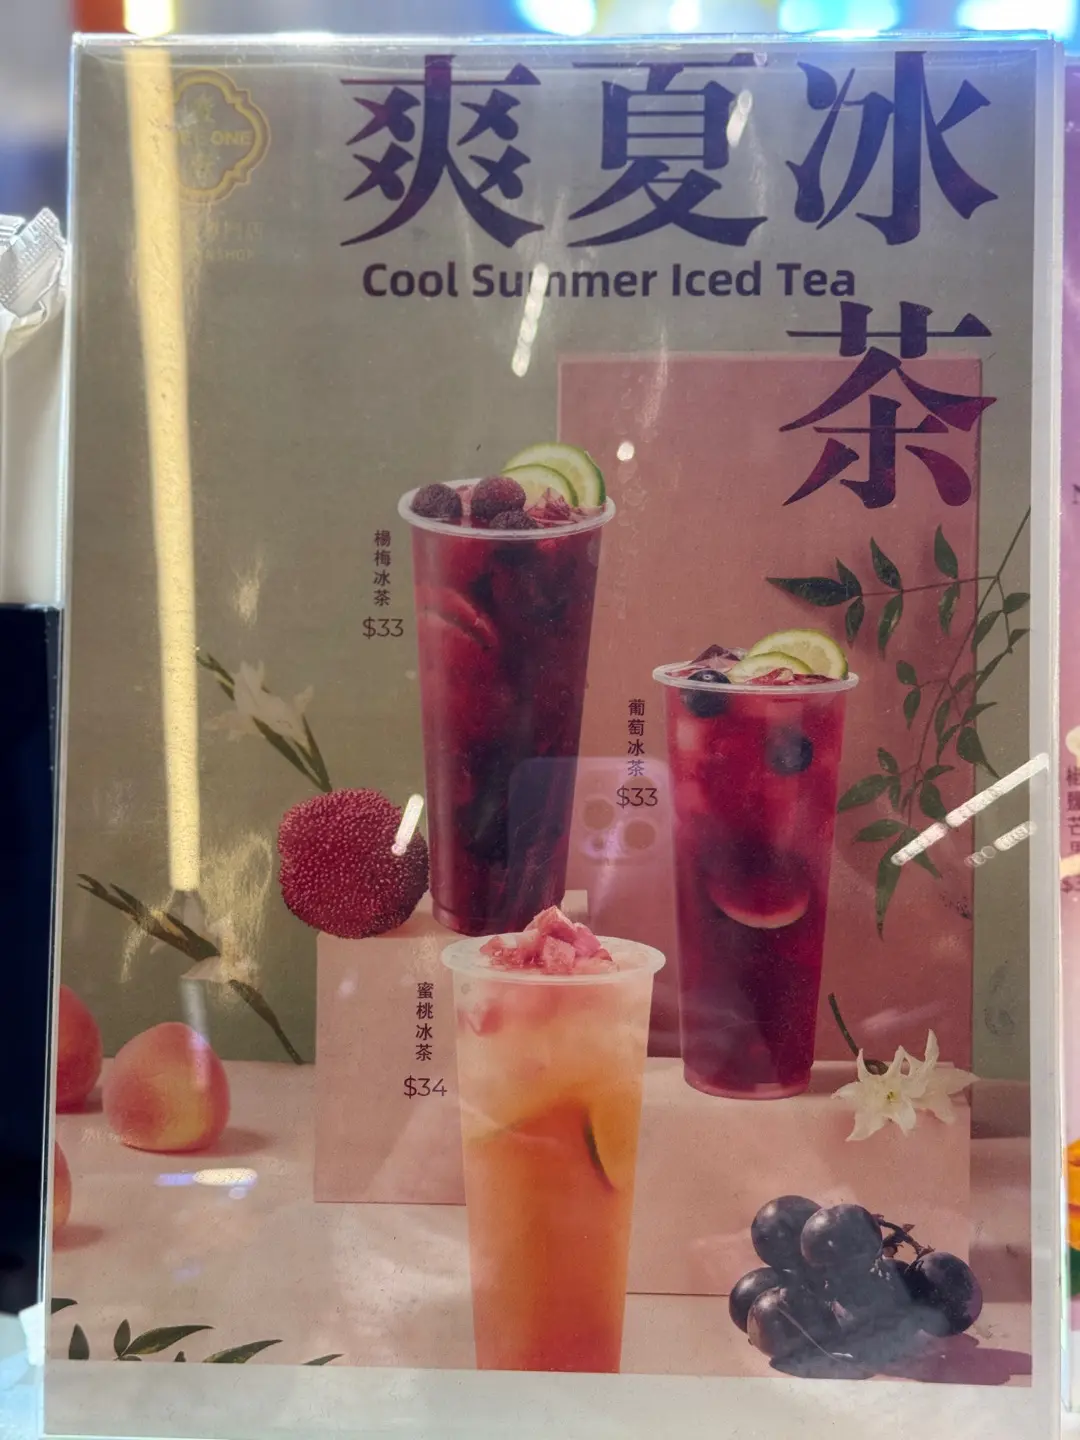 爽夏冰
Cool Summer Iced Tea
茶
楊梅冰茶
$33
葡萄冰茶
$33
蜜桃冰茶
$34